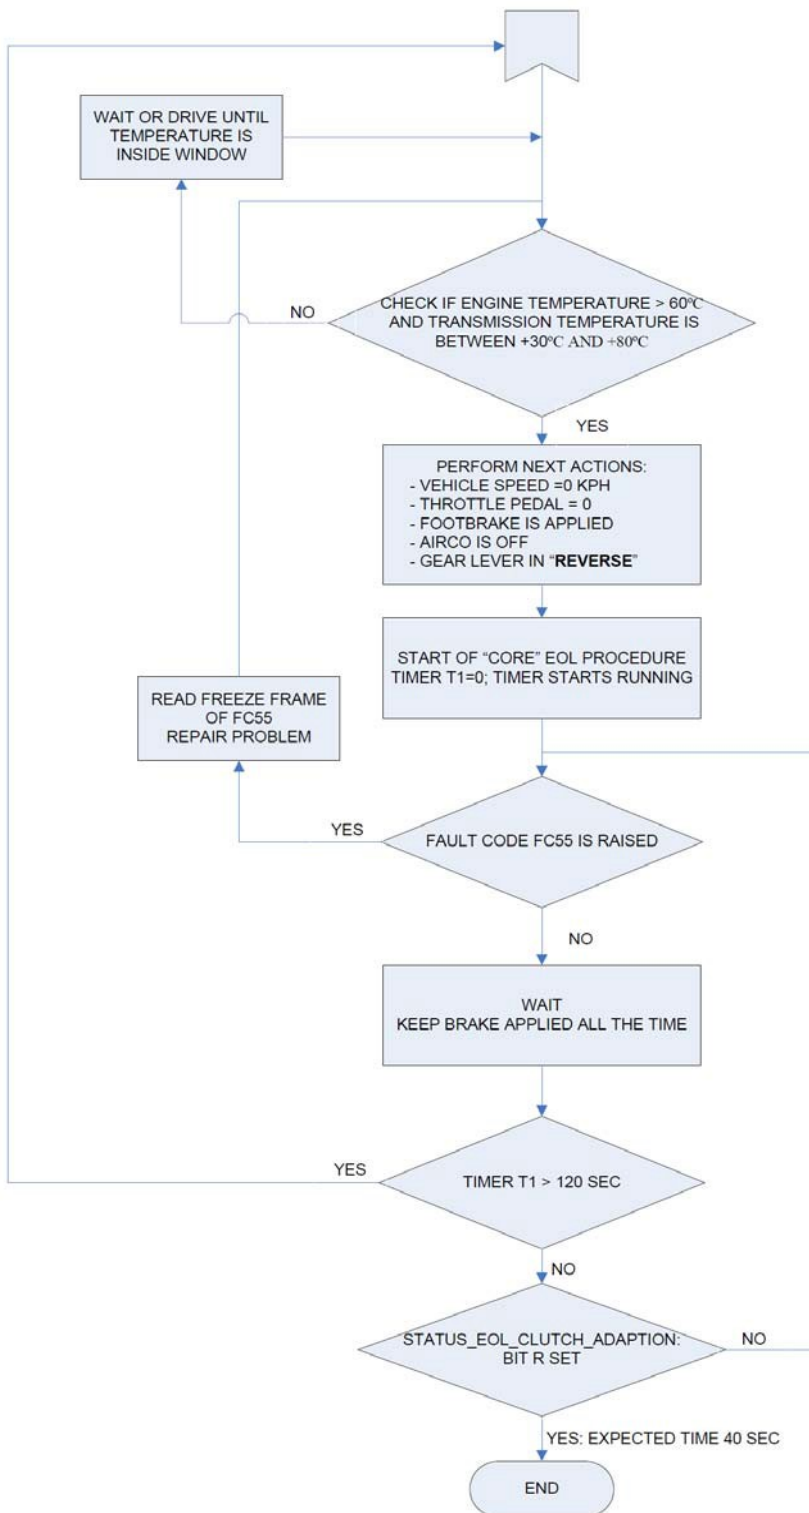 WAIT OR DRIVE UNTIL
TEMPERATURE IS
INSIDE WINDOW
NO
CHECK IF ENGINE TEMPERATURE > 60°C
AND TRANSMISSION TEMPERATURE IS
BETWEEN +30°C AND +80°C
YES
PERFORM NEXT ACTIONS:
- VEHICLE SPEED =0 KPH
- THROTTLE PEDAL = 0
- FOOTBRAKE IS APPLIED
- AIRCO IS OFF
- GEAR LEVER IN “REVERSE”
START OF “CORE” EOL PROCEDURE
TIMER T1=0; TIMER STARTS RUNNING
READ FREEZE FRAME
OF FC55
REPAIR PROBLEM
YES
FAULT CODE FC55 IS RAISED
NO
WAIT
KEEP BRAKE APPLIED ALL THE TIME
YES
TIMER T1 > 120 SEC
NO
STATUS_EOL_CLUTCH_ADAPTION:
BIT R SET
NO
YES: EXPECTED TIME 40 SEC
END